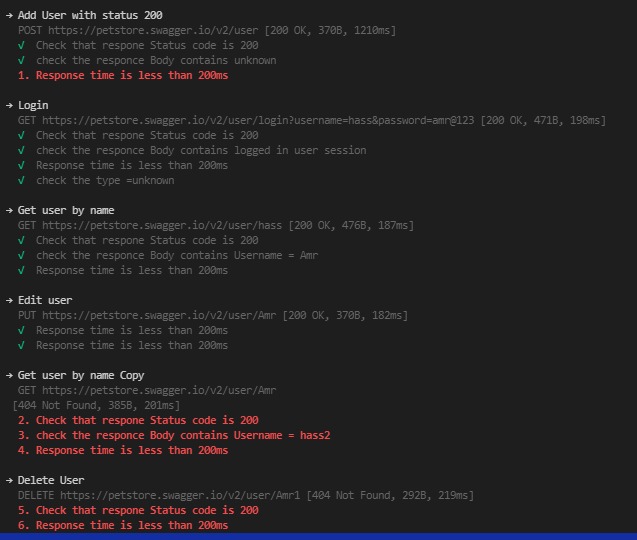 → Add User with status 200
POST https://petstore.swagger.io/v2/user [200 OK, 370B, 1210ms]
√ Check that respone Status code is 200
√ check the responce Body contains unknown
1. Response time is less than 200ms
→ Login
GET https://petstore.swagger.io/v2/user/login?username=hass&password=amr@123 [200 OK, 471B, 198ms]
√ Check that respone Status code is 200
√ check the responce Body contains logged in user session
√ Response time is less than 200ms
√ check the type =unknown
→ Get user by name
GET https://petstore.swagger.io/v2/user/hass [200 OK, 476B, 187ms]
√ Check that respone Status code is 200
√ check the responce Body contains Username = Amr
√ Response time is less than 200ms
→ Edit user
PUT https://petstore.swagger.io/v2/user/Amr [200 OK, 370B, 182ms]
√ Response time is less than 200ms
√ Response time is less than 200ms
→ Get user by name Copy
GET https://petstore.swagger.io/v2/user/Amr
[404 Not Found, 385B, 201ms]
2. Check that respone Status code is 200
3. check the responce Body contains Username = hass2
4. Response time is less than 200ms
→ Delete User
DELETE https://petstore.swagger.io/v2/user/Amr1 [404 Not Found, 292B, 219ms]
5. Check that respone Status code is 200
6. Response time is less than 200ms